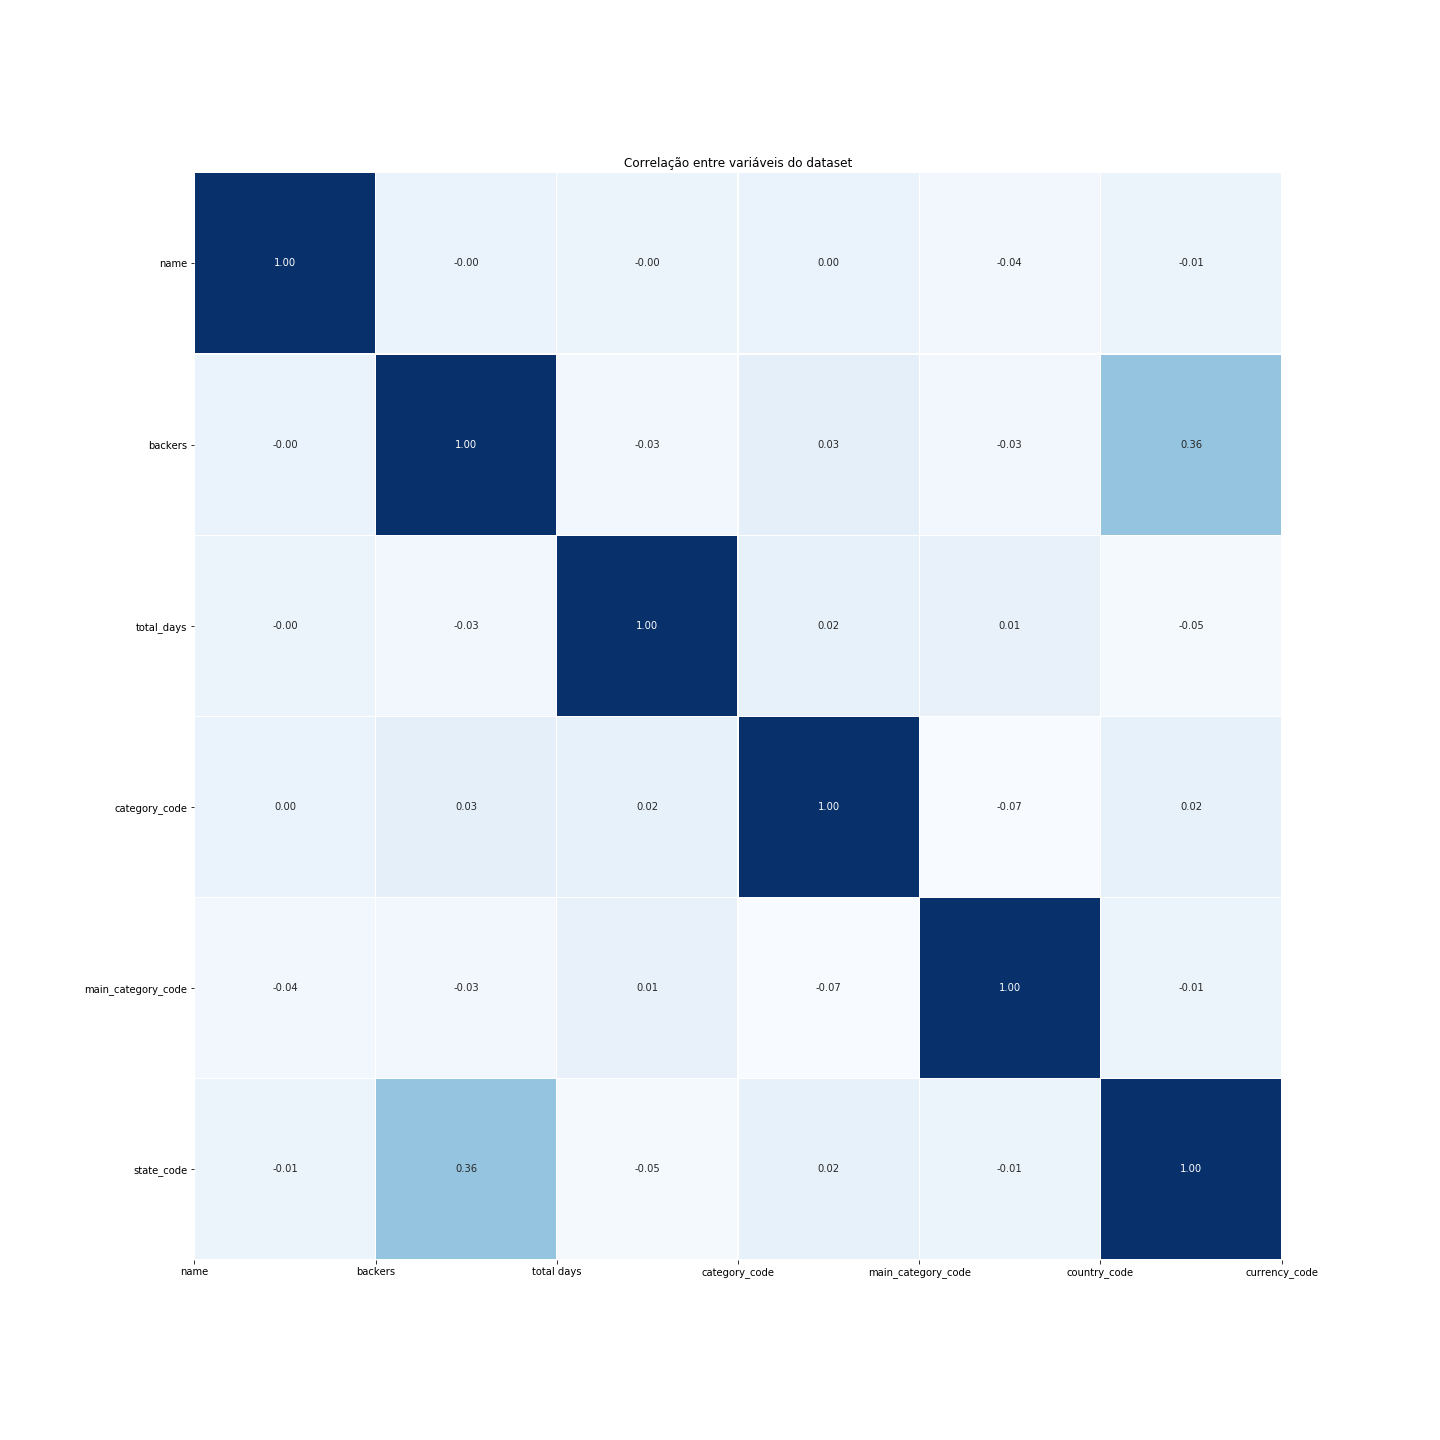 Correlação entre variáveis do dataset
name 1.00 -0.00 -0.00 0.00 -0.04 -0.01
backers -0.00 1.00 -0.03 0.03 -0.03 0.36
total_days -0.00 -0.03 1.00 0.02 0.01 -0.05
category_code 0.00 0.03 0.02 1.00 -0.07 0.02
main_category_code -0.04 -0.03 0.01 -0.07 1.00 -0.01
state_code -0.01 0.36 -0.05 0.02 -0.01 1.00
name backers total days category_code main_category_code country_code currency_code